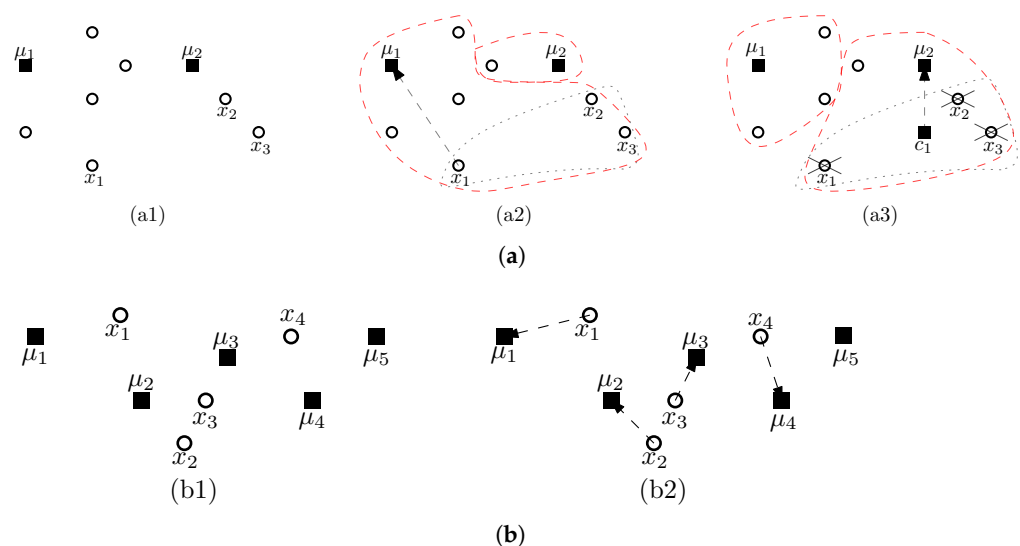 μ₁ μ₂ x₂ x₃ x₁
(a1)
μ₁ μ₂ x₂ x₃ x₁
(a2)
μ₁ μ₂ x₂ x₃ c₁ x₁
(a3)
(a)
x₁ x₄ μ₁ μ₃ μ₅ μ₂ x₃ μ₄ x₂
(b1)
x₁ x₄ μ₁ μ₃ μ₅ μ₂ x₃ μ₄ x₂
(b2)
(b)